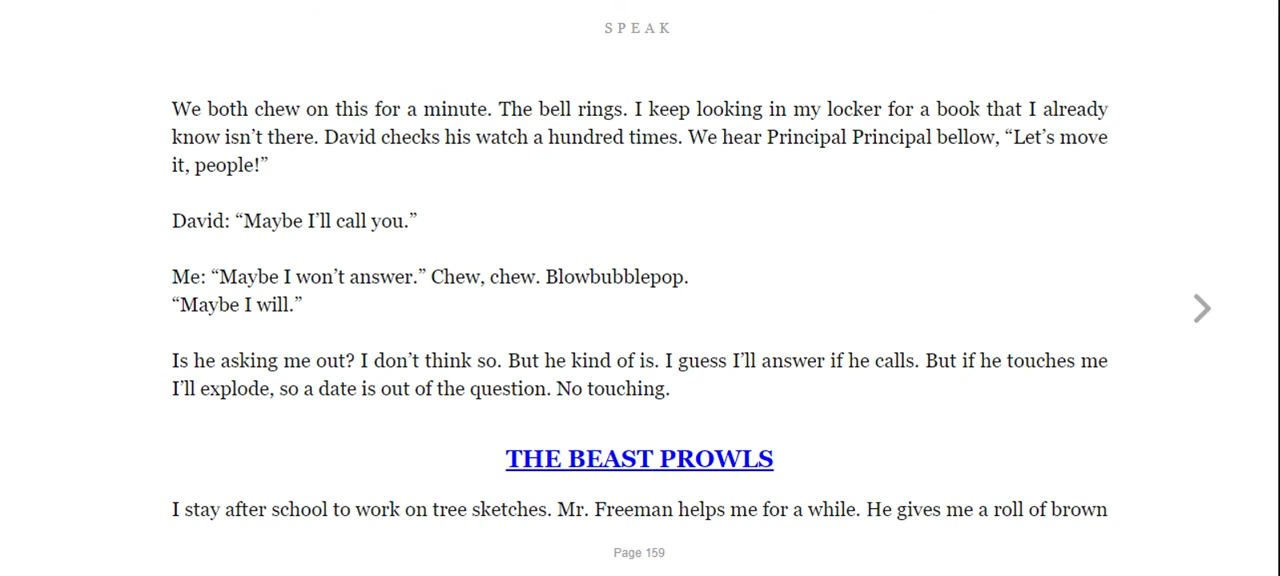 SPEAK
We both chew on this for a minute. The bell rings. I keep looking in my locker for a book that I already
know isn’t there. David checks his watch a hundred times. We hear Principal Principal bellow, “Let’s move
it, people!”
David: “Maybe I’ll call you.”
Me: “Maybe I won’t answer.” Chew, chew. Blowbubblepop.
“Maybe I will.”
Is he asking me out? I don’t think so. But he kind of is. I guess I’ll answer if he calls. But if he touches me
I’ll explode, so a date is out of the question. No touching.
THE BEAST PROWLS
I stay after school to work on tree sketches. Mr. Freeman helps me for a while. He gives me a roll of brown
Page 159